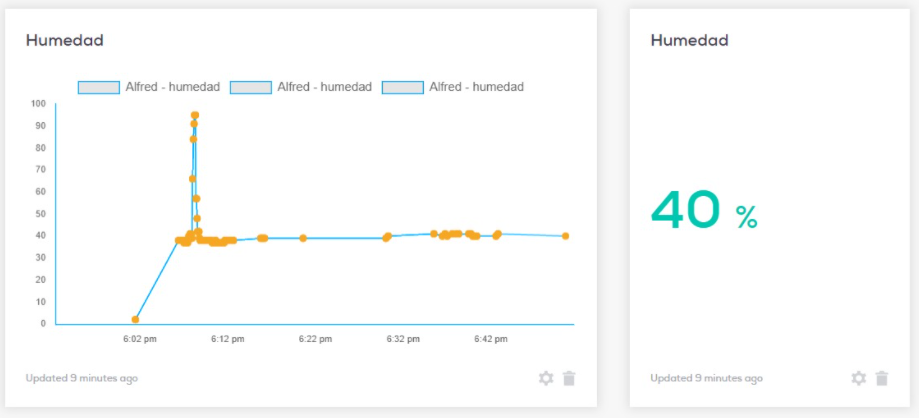 Humedad
Alfred - humedad Alfred - humedad Alfred - humedad
100
90
80
70
60
50
40
30
20
10
0
6:02 pm 6:12 pm 6:22 pm 6:32 pm 6:42 pm
Updated 9 minutes ago
Humedad
40 %
Updated 9 minutes ago